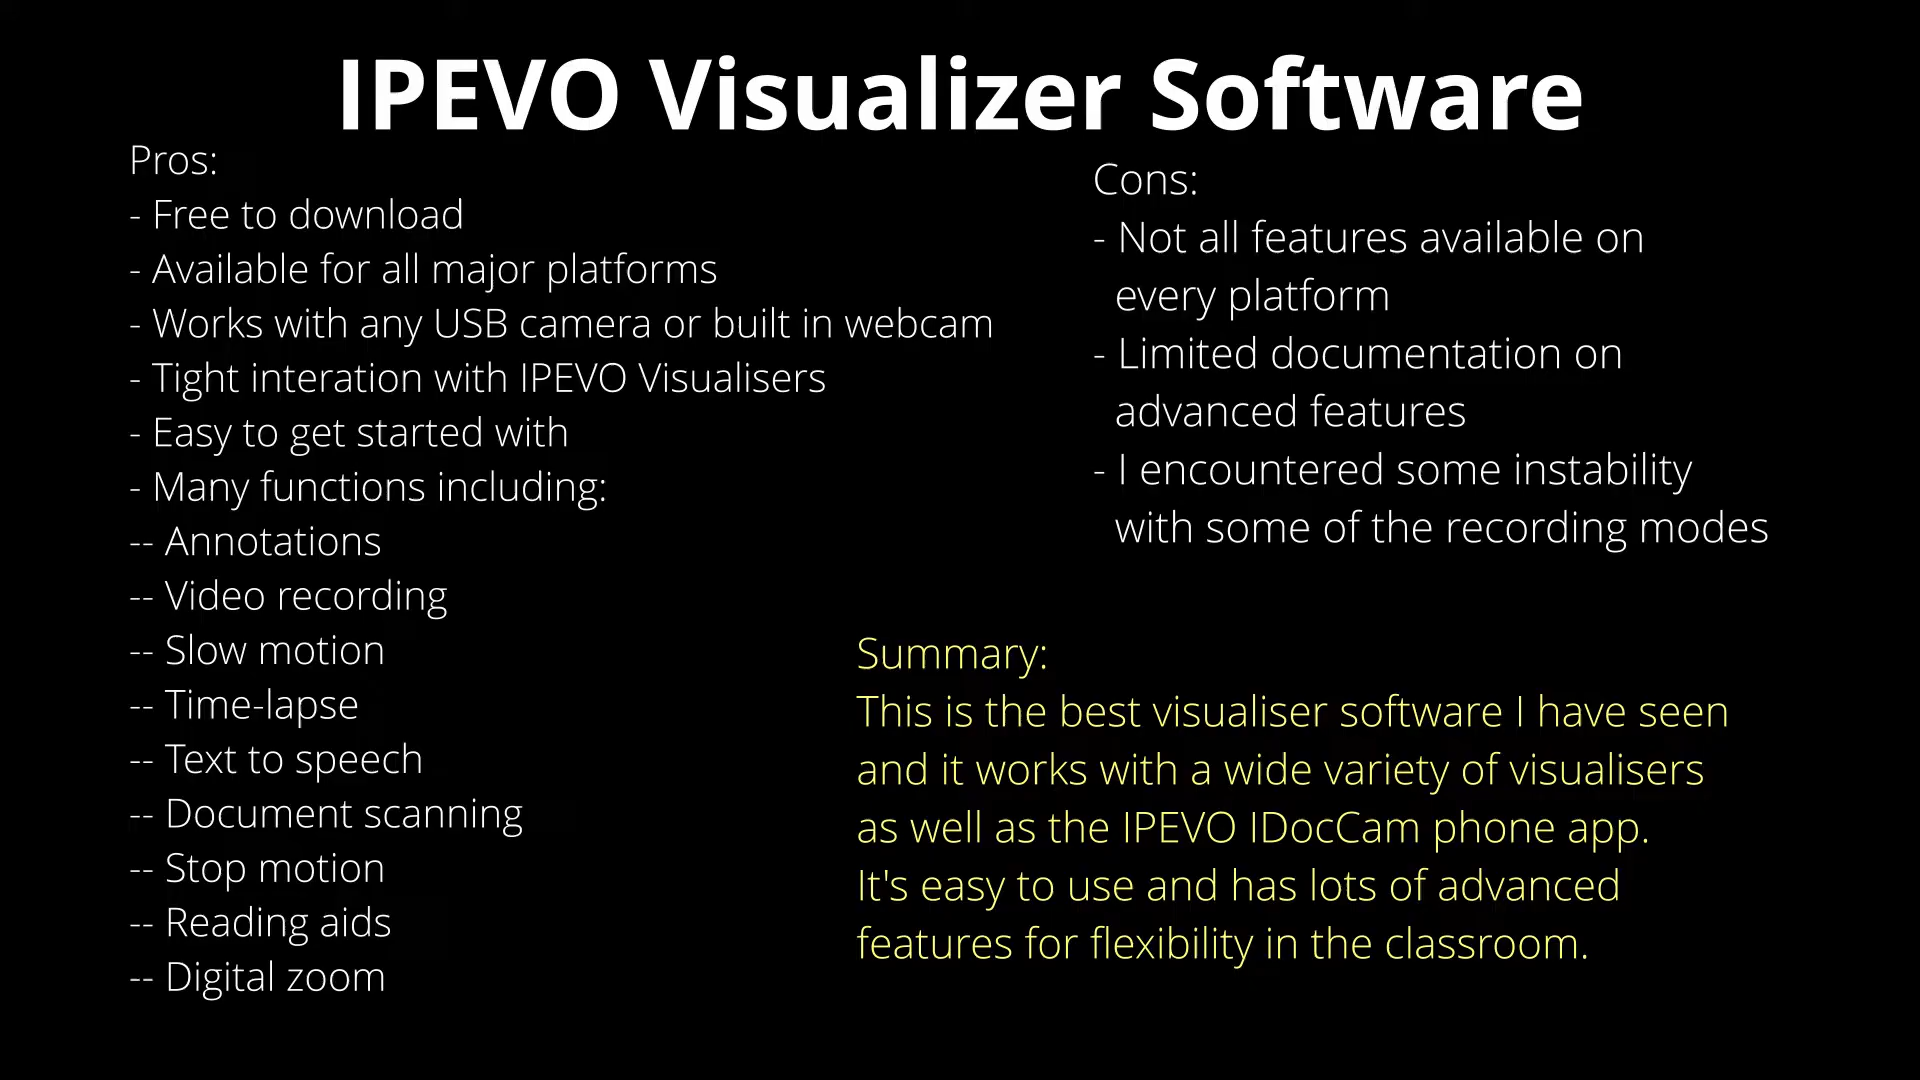 IPEVO Visualizer Software
Pros:
- Free to download
- Available for all major platforms
- Works with any USB camera or built in webcam
- Tight interation with IPEVO Visualisers
- Easy to get started with
- Many functions including:
-- Annotations
-- Video recording
-- Slow motion
-- Time-lapse
-- Text to speech
-- Document scanning
-- Stop motion
-- Reading aids
-- Digital zoom
Cons:
- Not all features available on
every platform
- Limited documentation on
advanced features
- I encountered some instability
with some of the recording modes
Summary:
This is the best visualiser software I have seen
and it works with a wide variety of visualisers
as well as the IPEVO IDocCam phone app.
It's easy to use and has lots of advanced
features for flexibility in the classroom.